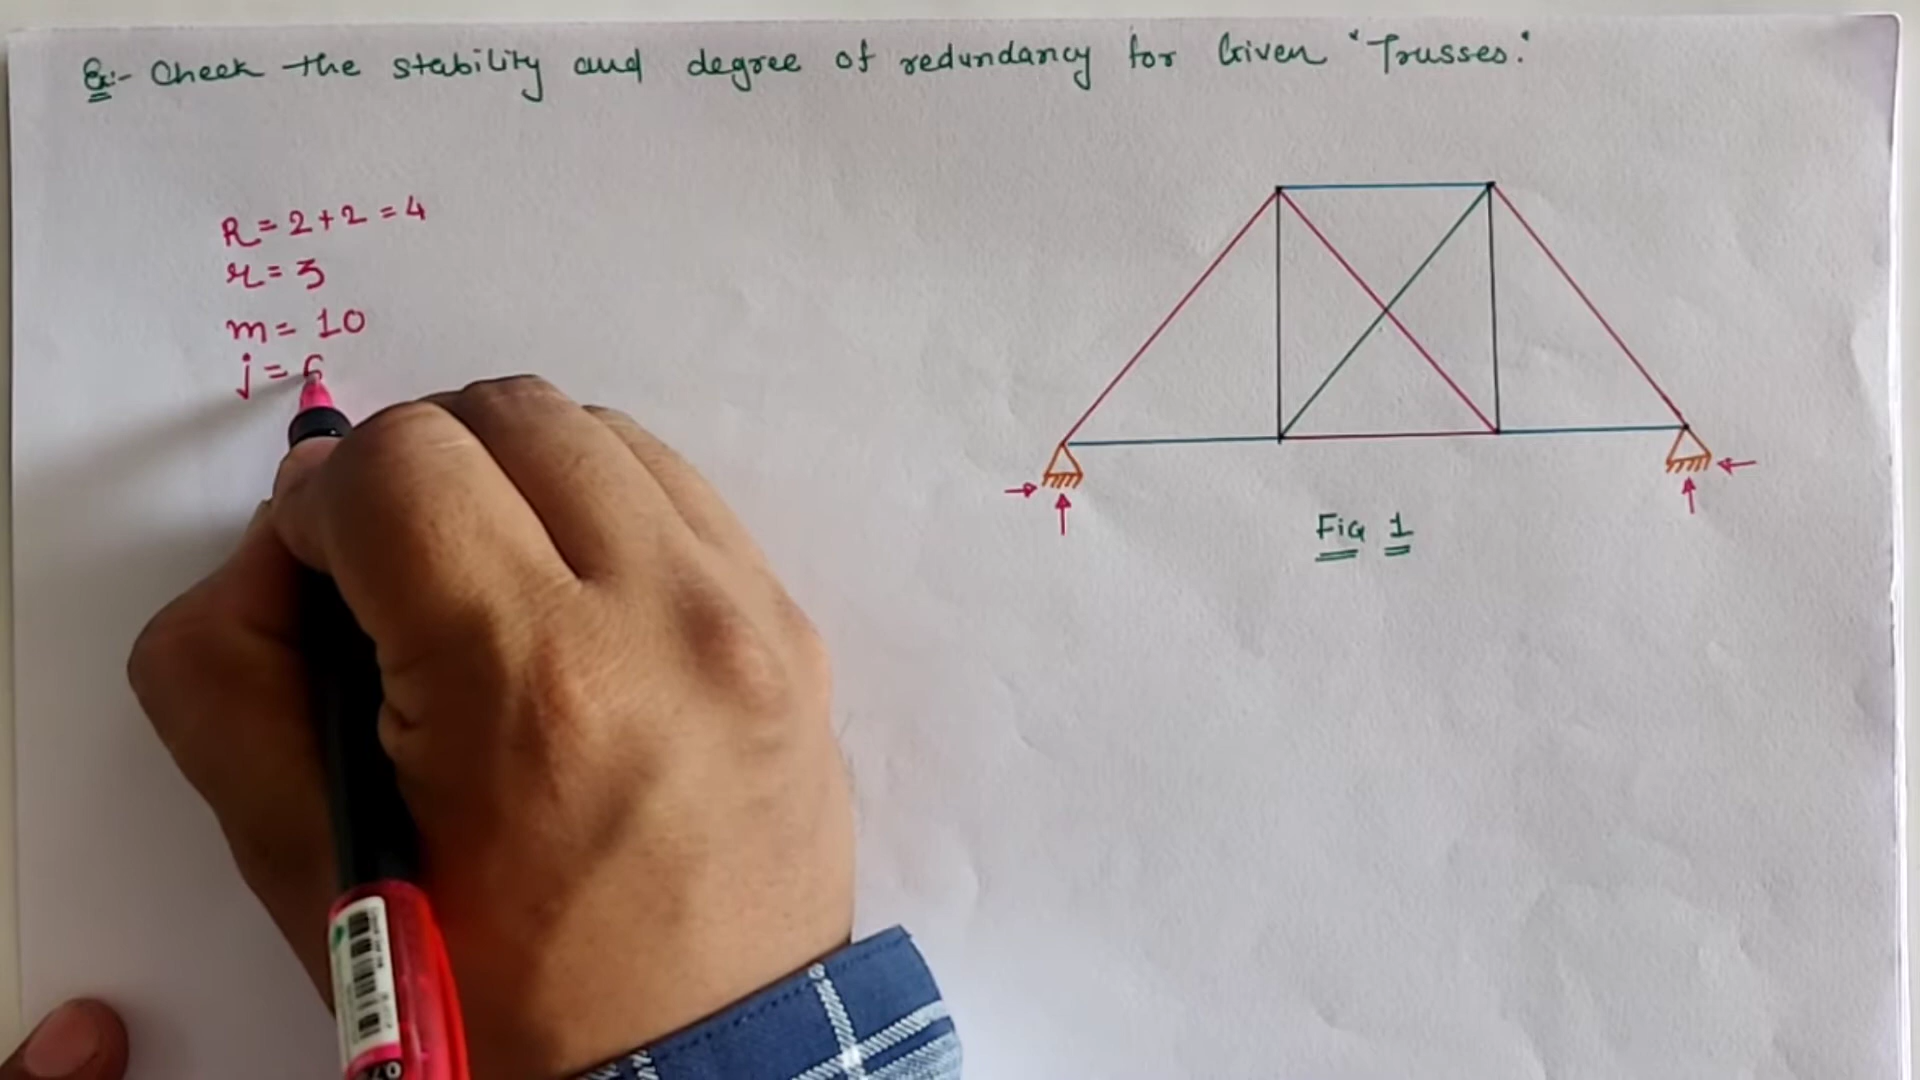 Ex:- Check the stability and degree of redundancy for Given "Trusses."
R = 2 + 2 = 4
r = 3
m = 10
j = 6
Fig 1